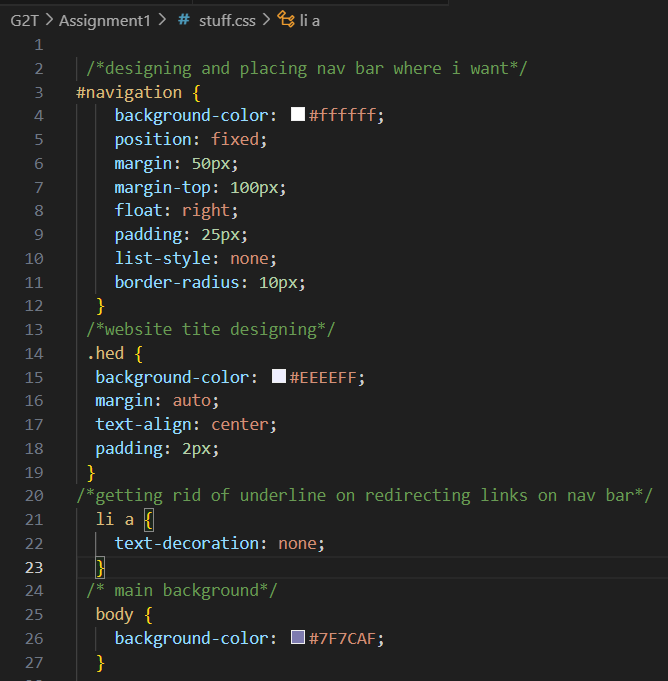 G2T > Assignment1 > # stuff.css > li a
1
2 /*designing and placing nav bar where i want*/
3 #navigation {
4 background-color: #ffffff;
5 position: fixed;
6 margin: 50px;
7 margin-top: 100px;
8 float: right;
9 padding: 25px;
10 list-style: none;
11 border-radius: 10px;
12 }
13 /*website tite designing*/
14 .hed {
15 background-color: #EEEEFF;
16 margin: auto;
17 text-align: center;
18 padding: 2px;
19 }
20 /*getting rid of underline on redirecting links on nav bar*/
21 li a {
22 text-decoration: none;
23 }
24 /* main background*/
25 body {
26 background-color: #7F7CAF;
27 }